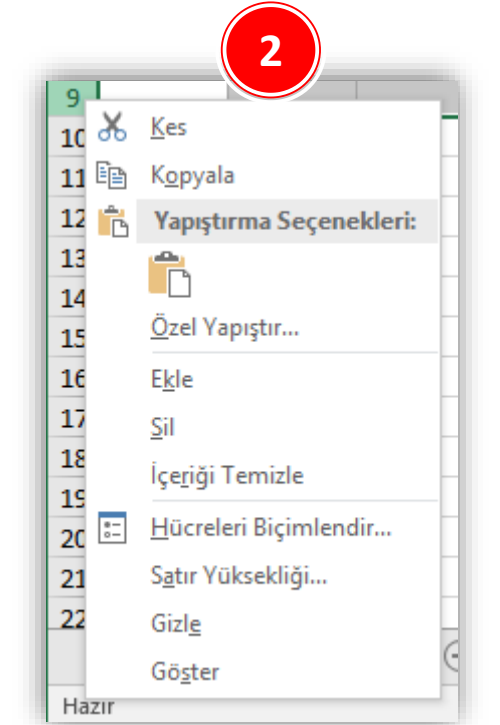 2
9
10
11
12
13
14
15
16
17
18
19
20
21
22
Kes
Kopyala
Yapıştırma Seçenekleri:
Özel Yapıştır...
Ekle
Sil
İçeriği Temizle
Hücreleri Biçimlendir...
Satır Yüksekliği...
Gizle
Göster
Hazır